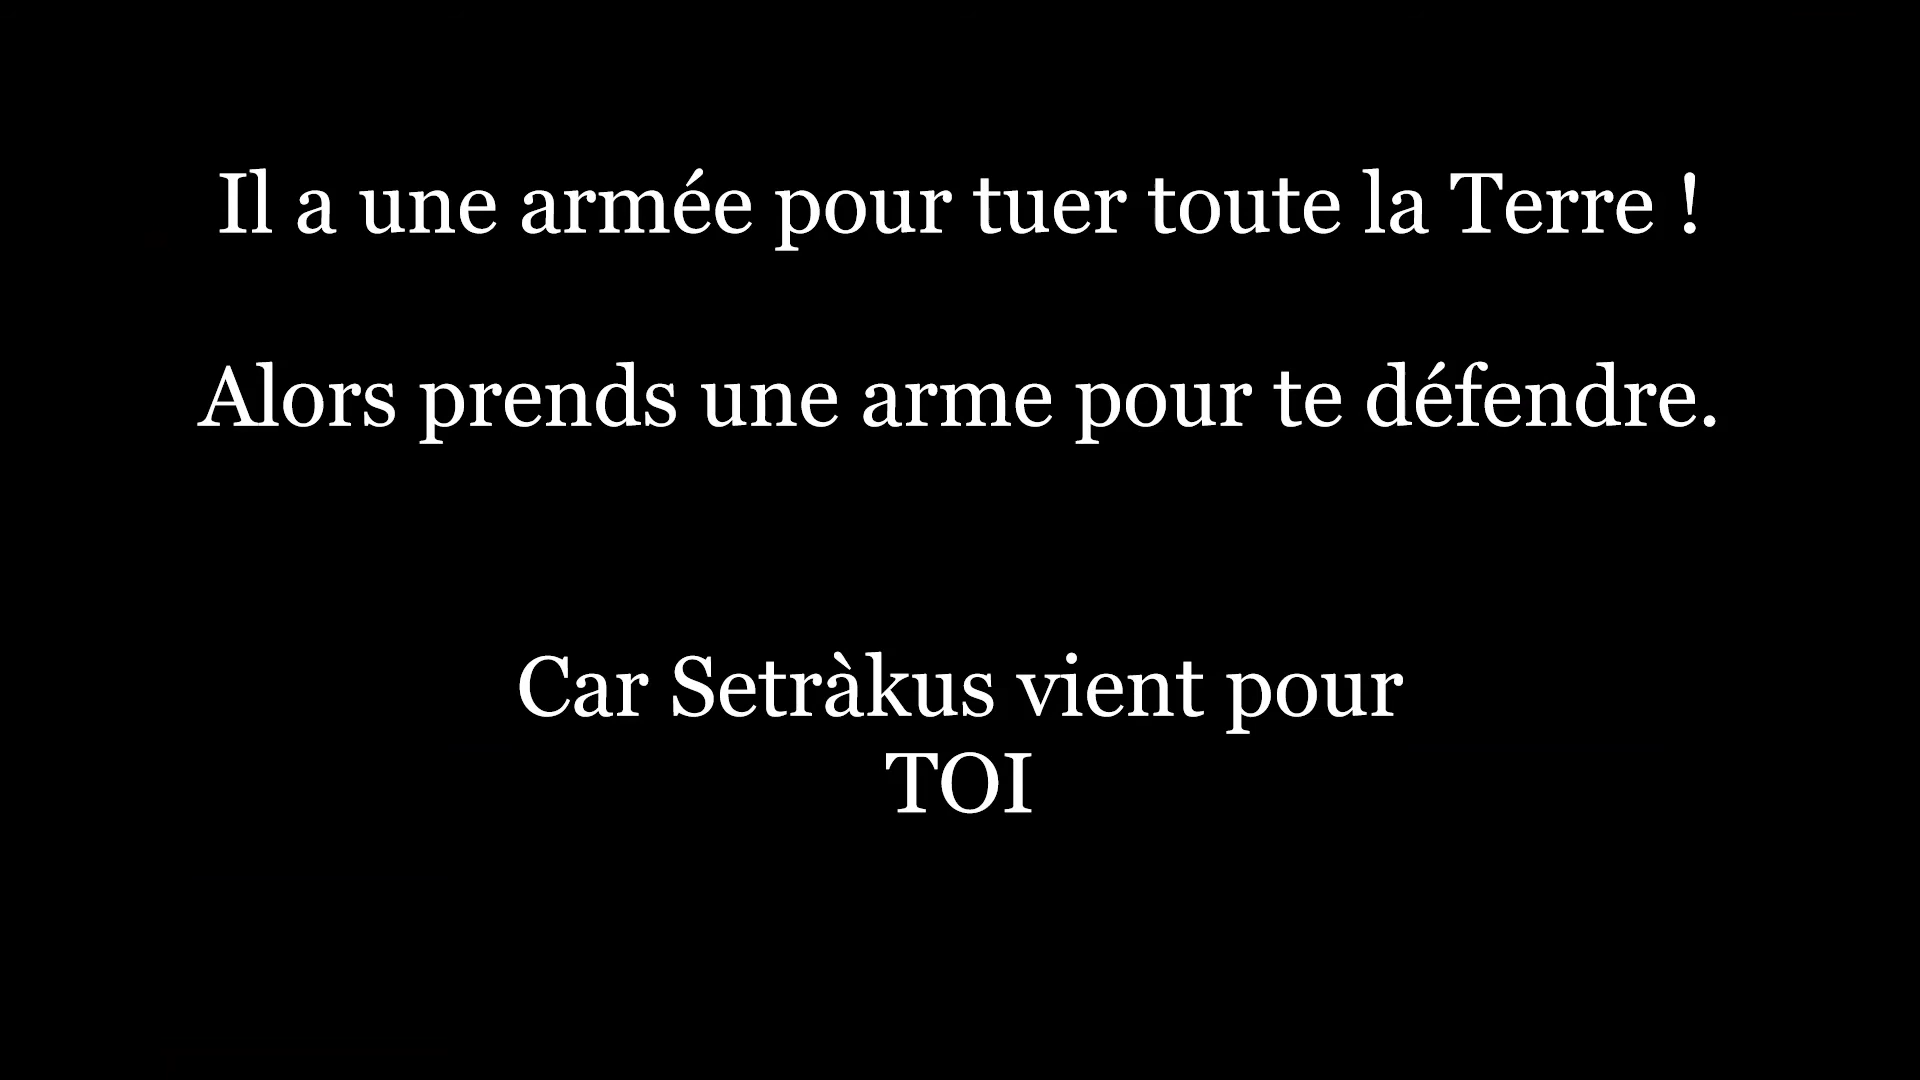 Il a une armée pour tuer toute la Terre !
Alors prends une arme pour te défendre.
Car Setràkus vient pour
TOI